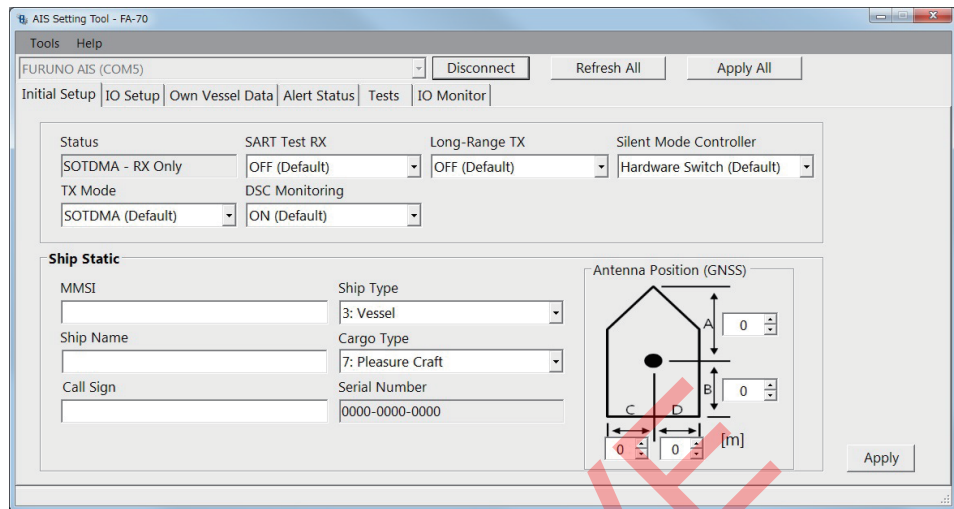 AIS Setting Tool - FA-70
Tools Help
FURUNO AIS (COM5) Disconnect Refresh All Apply All
Initial Setup IO Setup Own Vessel Data Alert Status Tests IO Monitor
Status SART Test RX Long-Range TX Silent Mode Controller
SOTDMA - RX Only OFF (Default) OFF (Default) Hardware Switch (Default)
TX Mode DSC Monitoring
SOTDMA (Default) ON (Default)
Ship Static
Antenna Position (GNSS)
MMSI Ship Type
3: Vessel
A 0
Ship Name Cargo Type
7: Pleasure Craft
Call Sign Serial Number
B 0
0000-0000-0000
C D
0 0 [m]
Apply